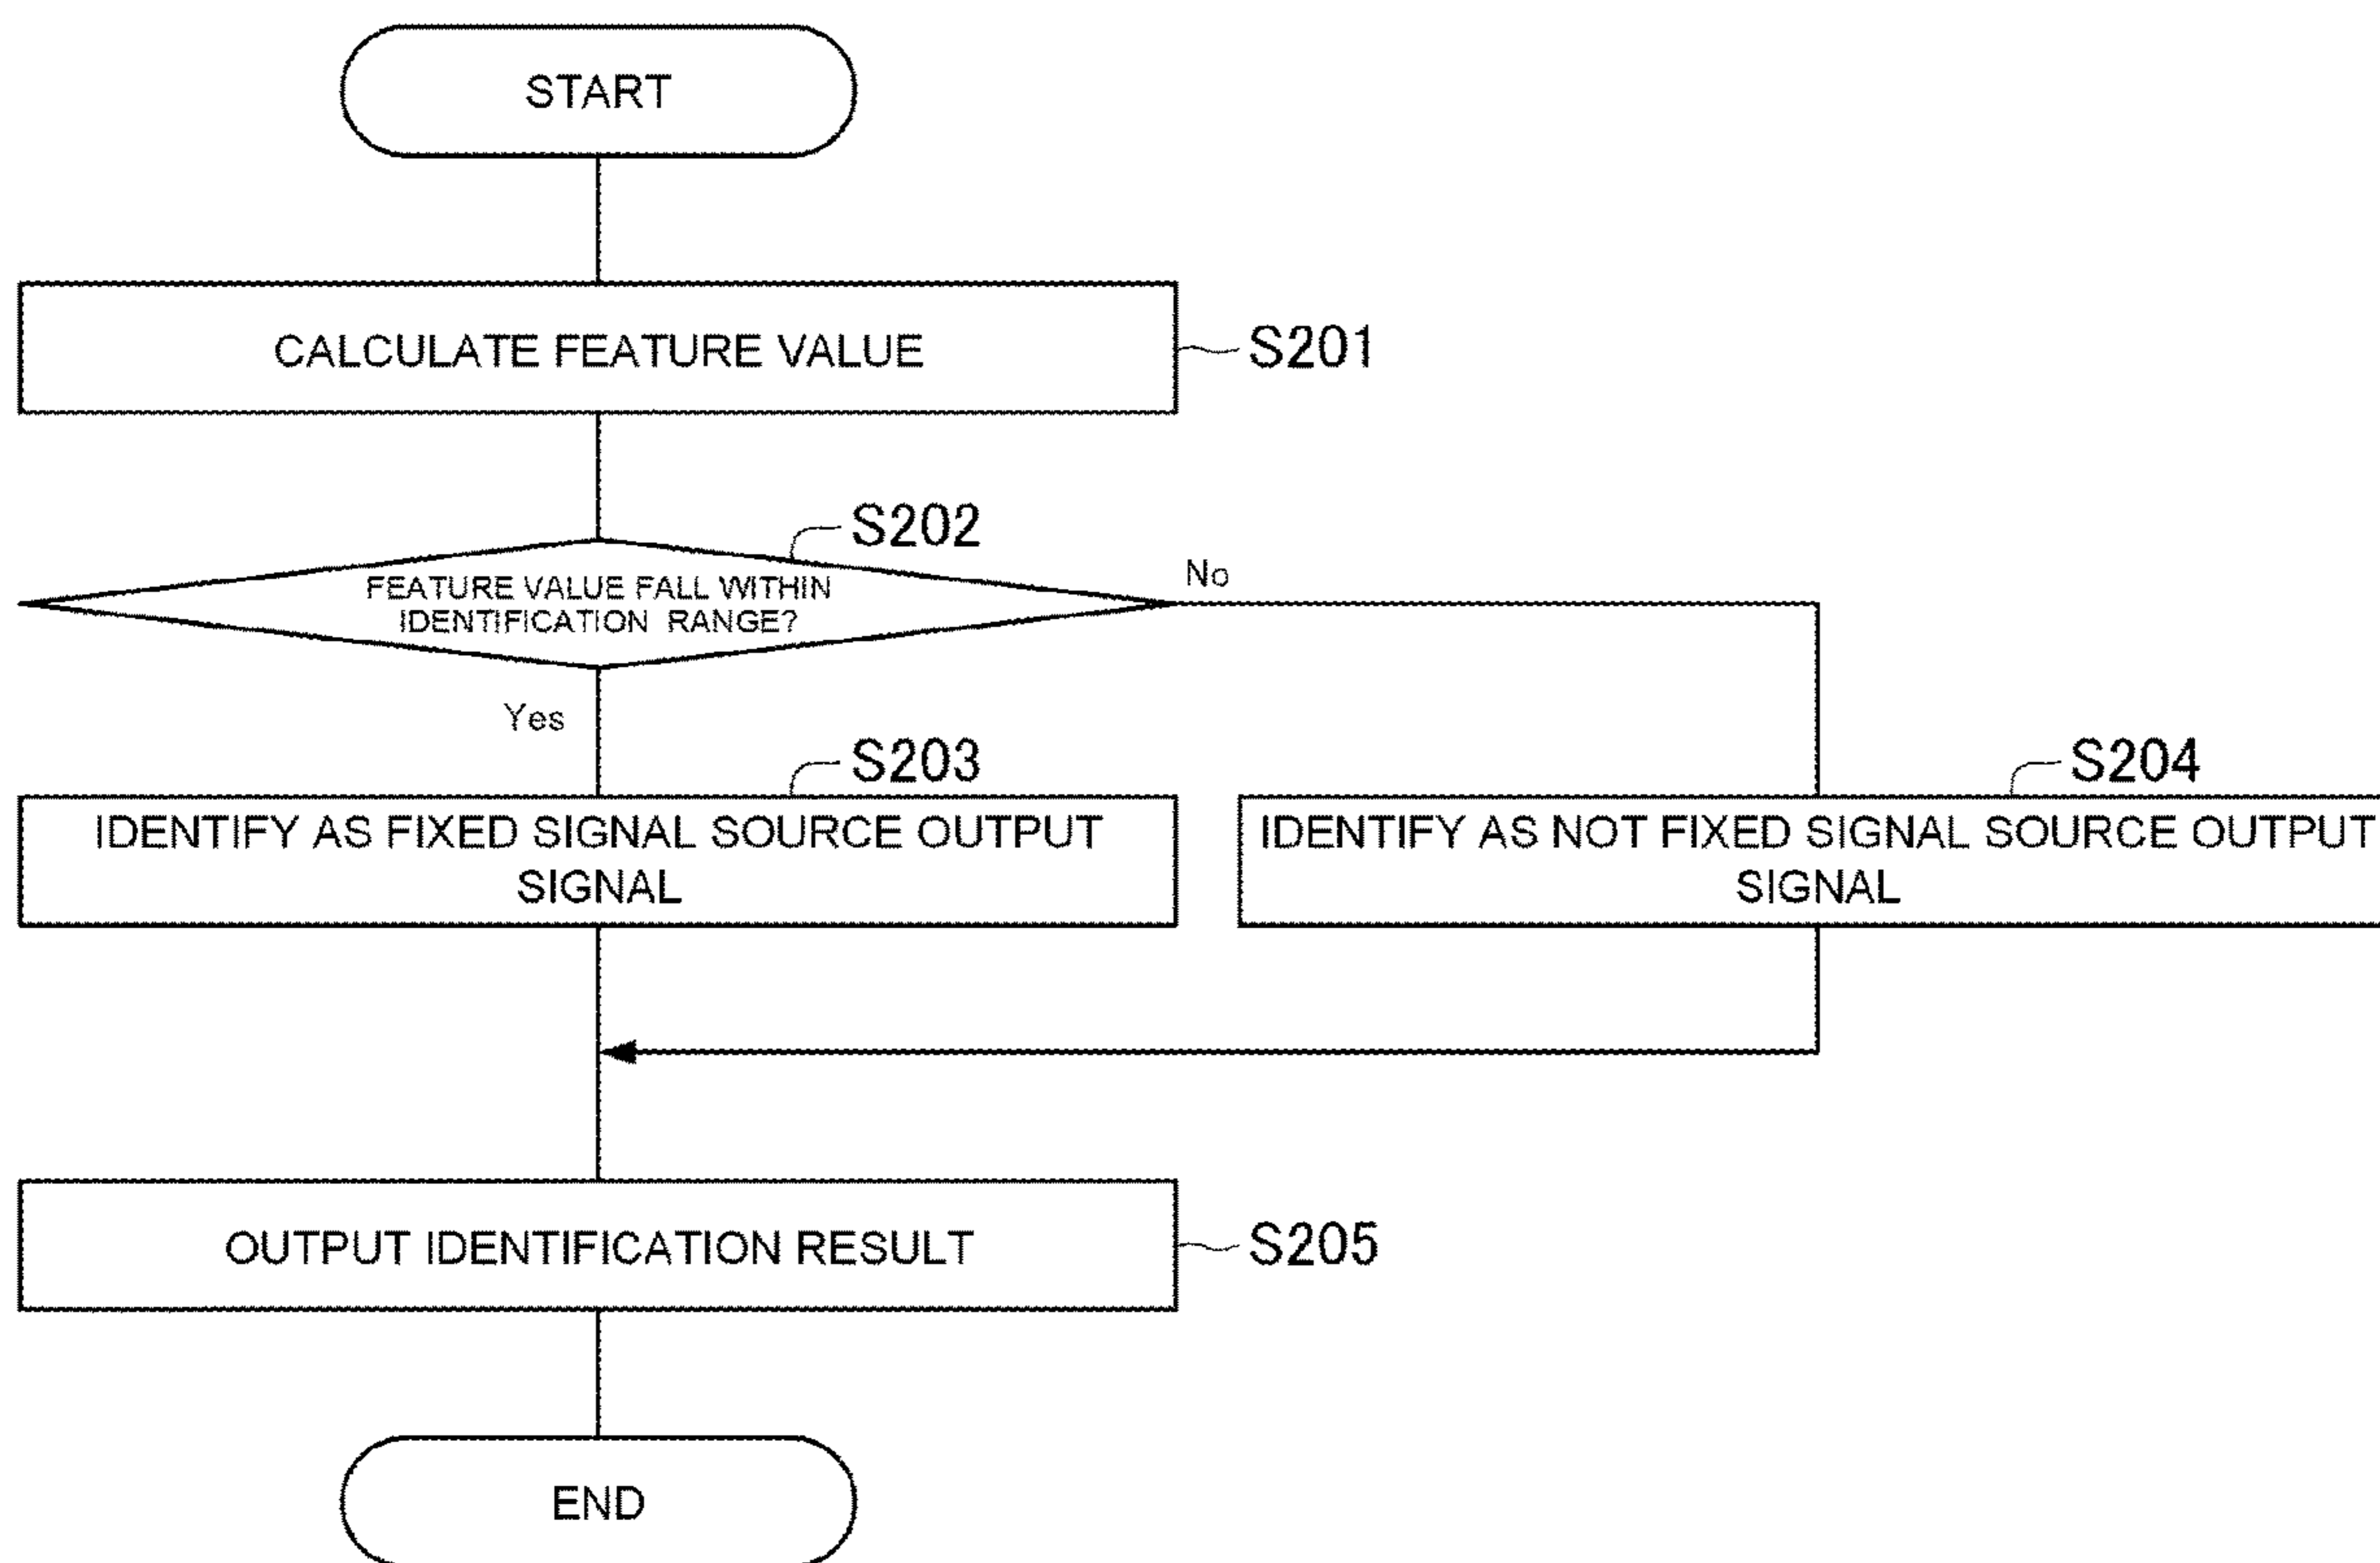 START
CALCULATE FEATURE VALUE
S201
S202
FEATURE VALUE FALL WITHIN
IDENTIFICATION RANGE?
No
Yes
S203
IDENTIFY AS FIXED SIGNAL SOURCE OUTPUT
SIGNAL
S204
IDENTIFY AS NOT FIXED SIGNAL SOURCE OUTPUT
SIGNAL
OUTPUT IDENTIFICATION RESULT
S205
END